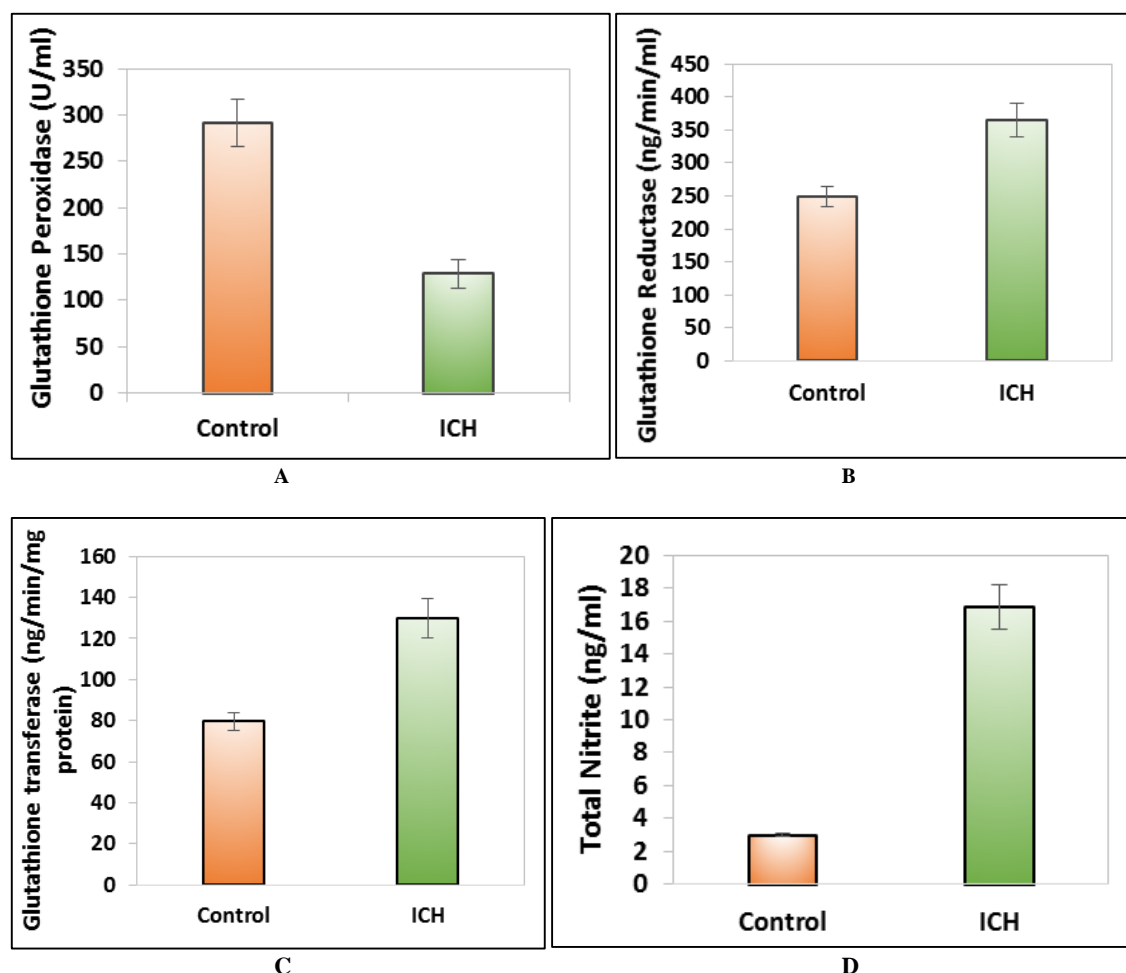 Glutathione Peroxidase (U/ml)
350
300
250
200
150
100
50
0
Control ICH
A
Glutathione Reductase (ng/min/ml)
450
400
350
300
250
200
150
100
50
0
Control ICH
B
Glutathione transferase (ng/min/mg
protein)
160
140
120
100
80
60
40
20
0
Control ICH
C
Total Nitrite (ng/ml)
20
18
16
14
12
10
8
6
4
2
0
Control ICH
D